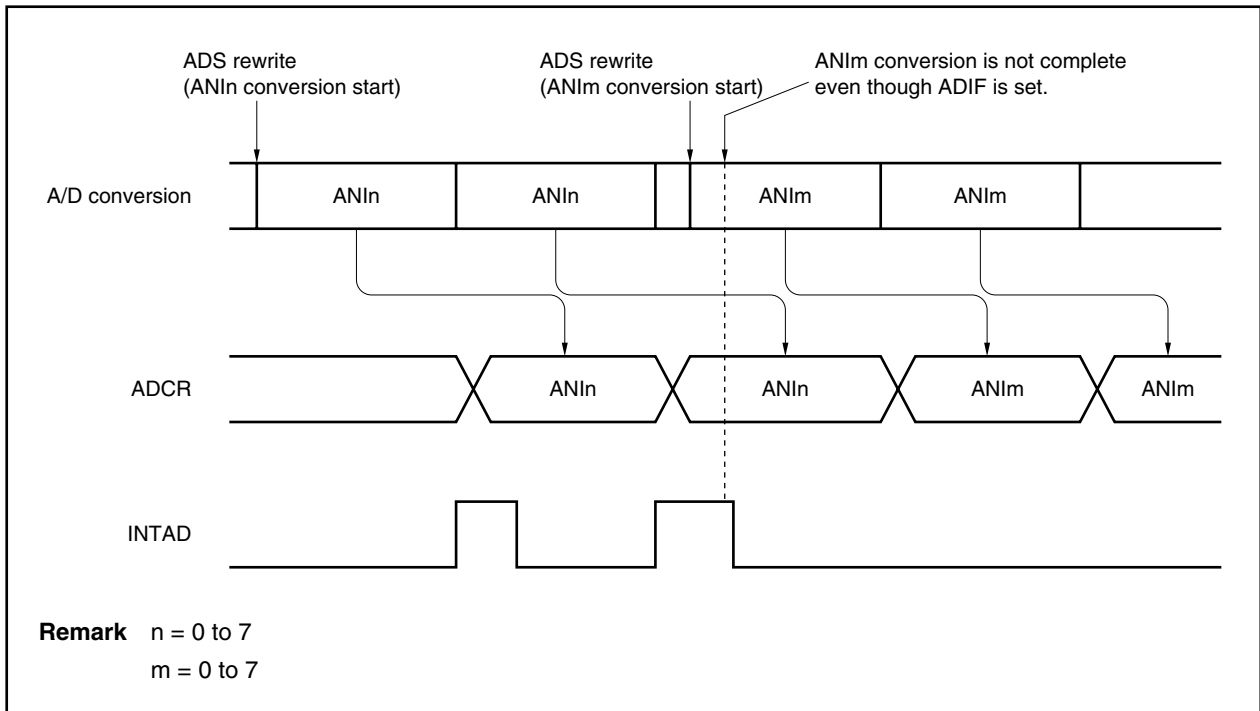 ADS rewrite
(ANIn conversion start)
ADS rewrite
(ANIm conversion start)
ANIm conversion is not complete
even though ADIF is set.
A/D conversion
ANIn
ANIn
ANIm
ANIm
ADCR
ANIn
ANIn
ANIm
ANIm
INTAD
Remark n = 0 to 7
m = 0 to 7